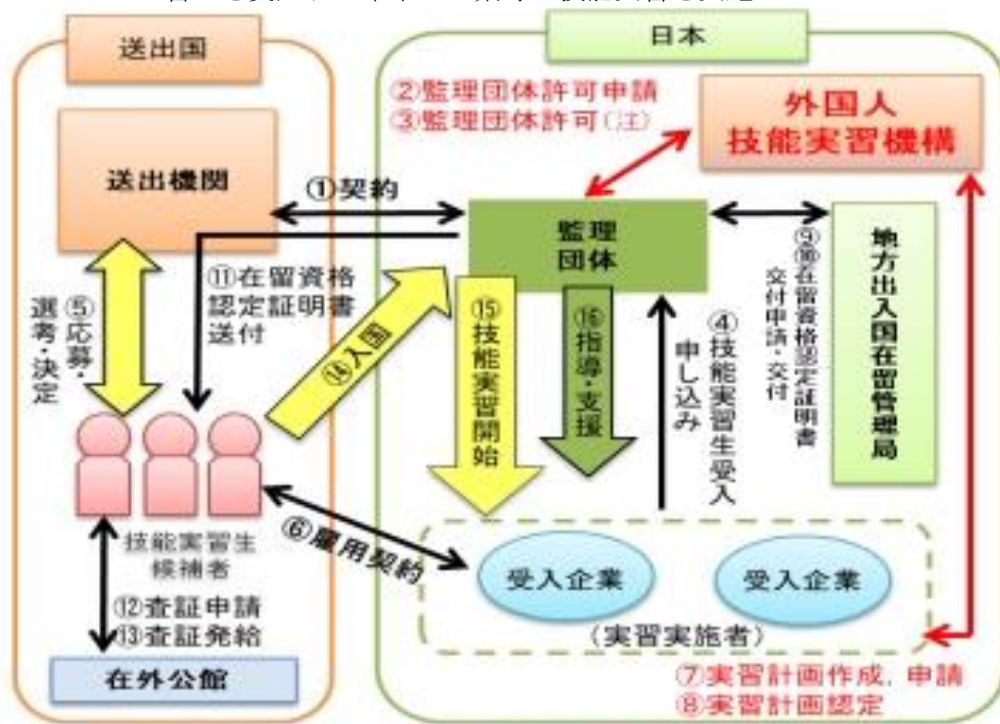 送出国
日本
送出機関
②監理団体許可申請
③監理団体許可(注)
外国人
技能実習機構
①契約
監理
団体
地方出入国在留管理局
⑨⑩在留資格認定証明書
交付申請・交付
⑪在留資格
認定証明書
送付
⑤応募・
選考・決定
⑭入国
⑮技能実習開始
⑯指導・支援
④技能実習生受入
申し込み
技能実習生
候補者
⑥雇用契約
受入企業
受入企業
(実習実施者)
⑫査証申請
⑬査証発給
在外公館
⑦実習計画作成, 申請
⑧実習計画認定